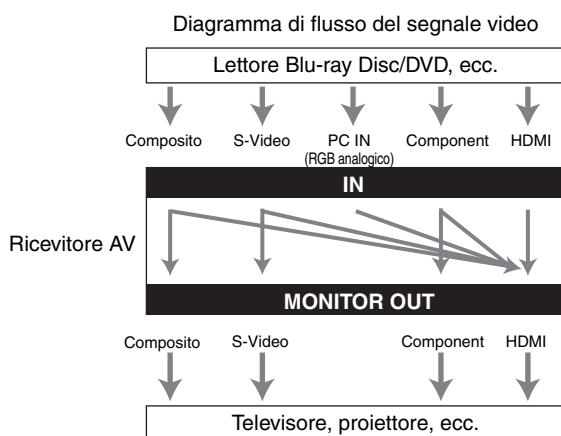 Diagramma di flusso del segnale video
Lettore Blu-ray Disc/DVD, ecc.
Composito S-Video PC IN Component HDMI
(RGB analogico)
IN
Ricevitore AV
MONITOR OUT
Composito S-Video Component HDMI
Televisore, proiettore, ecc.